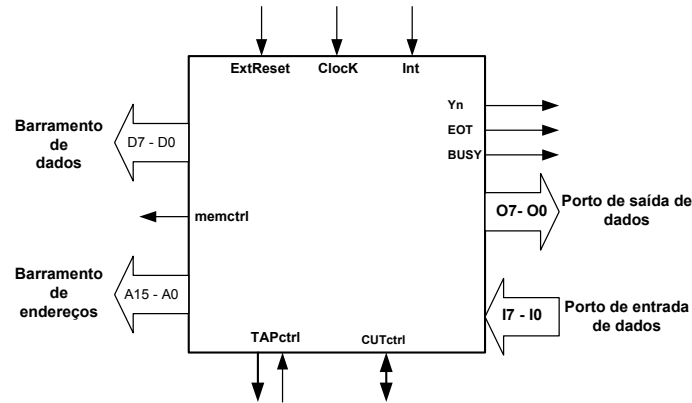 ExtReset ClocK Int
Yn
EOT
BUSY
Barramento
de
dados
D7 - D0
O7- O0
Porto de saída de
dados
memctrl
Barramento
de
endereços
A15 - A0
I7 - I0
Porto de entrada
de dados
TAPctrl
CUTctrl